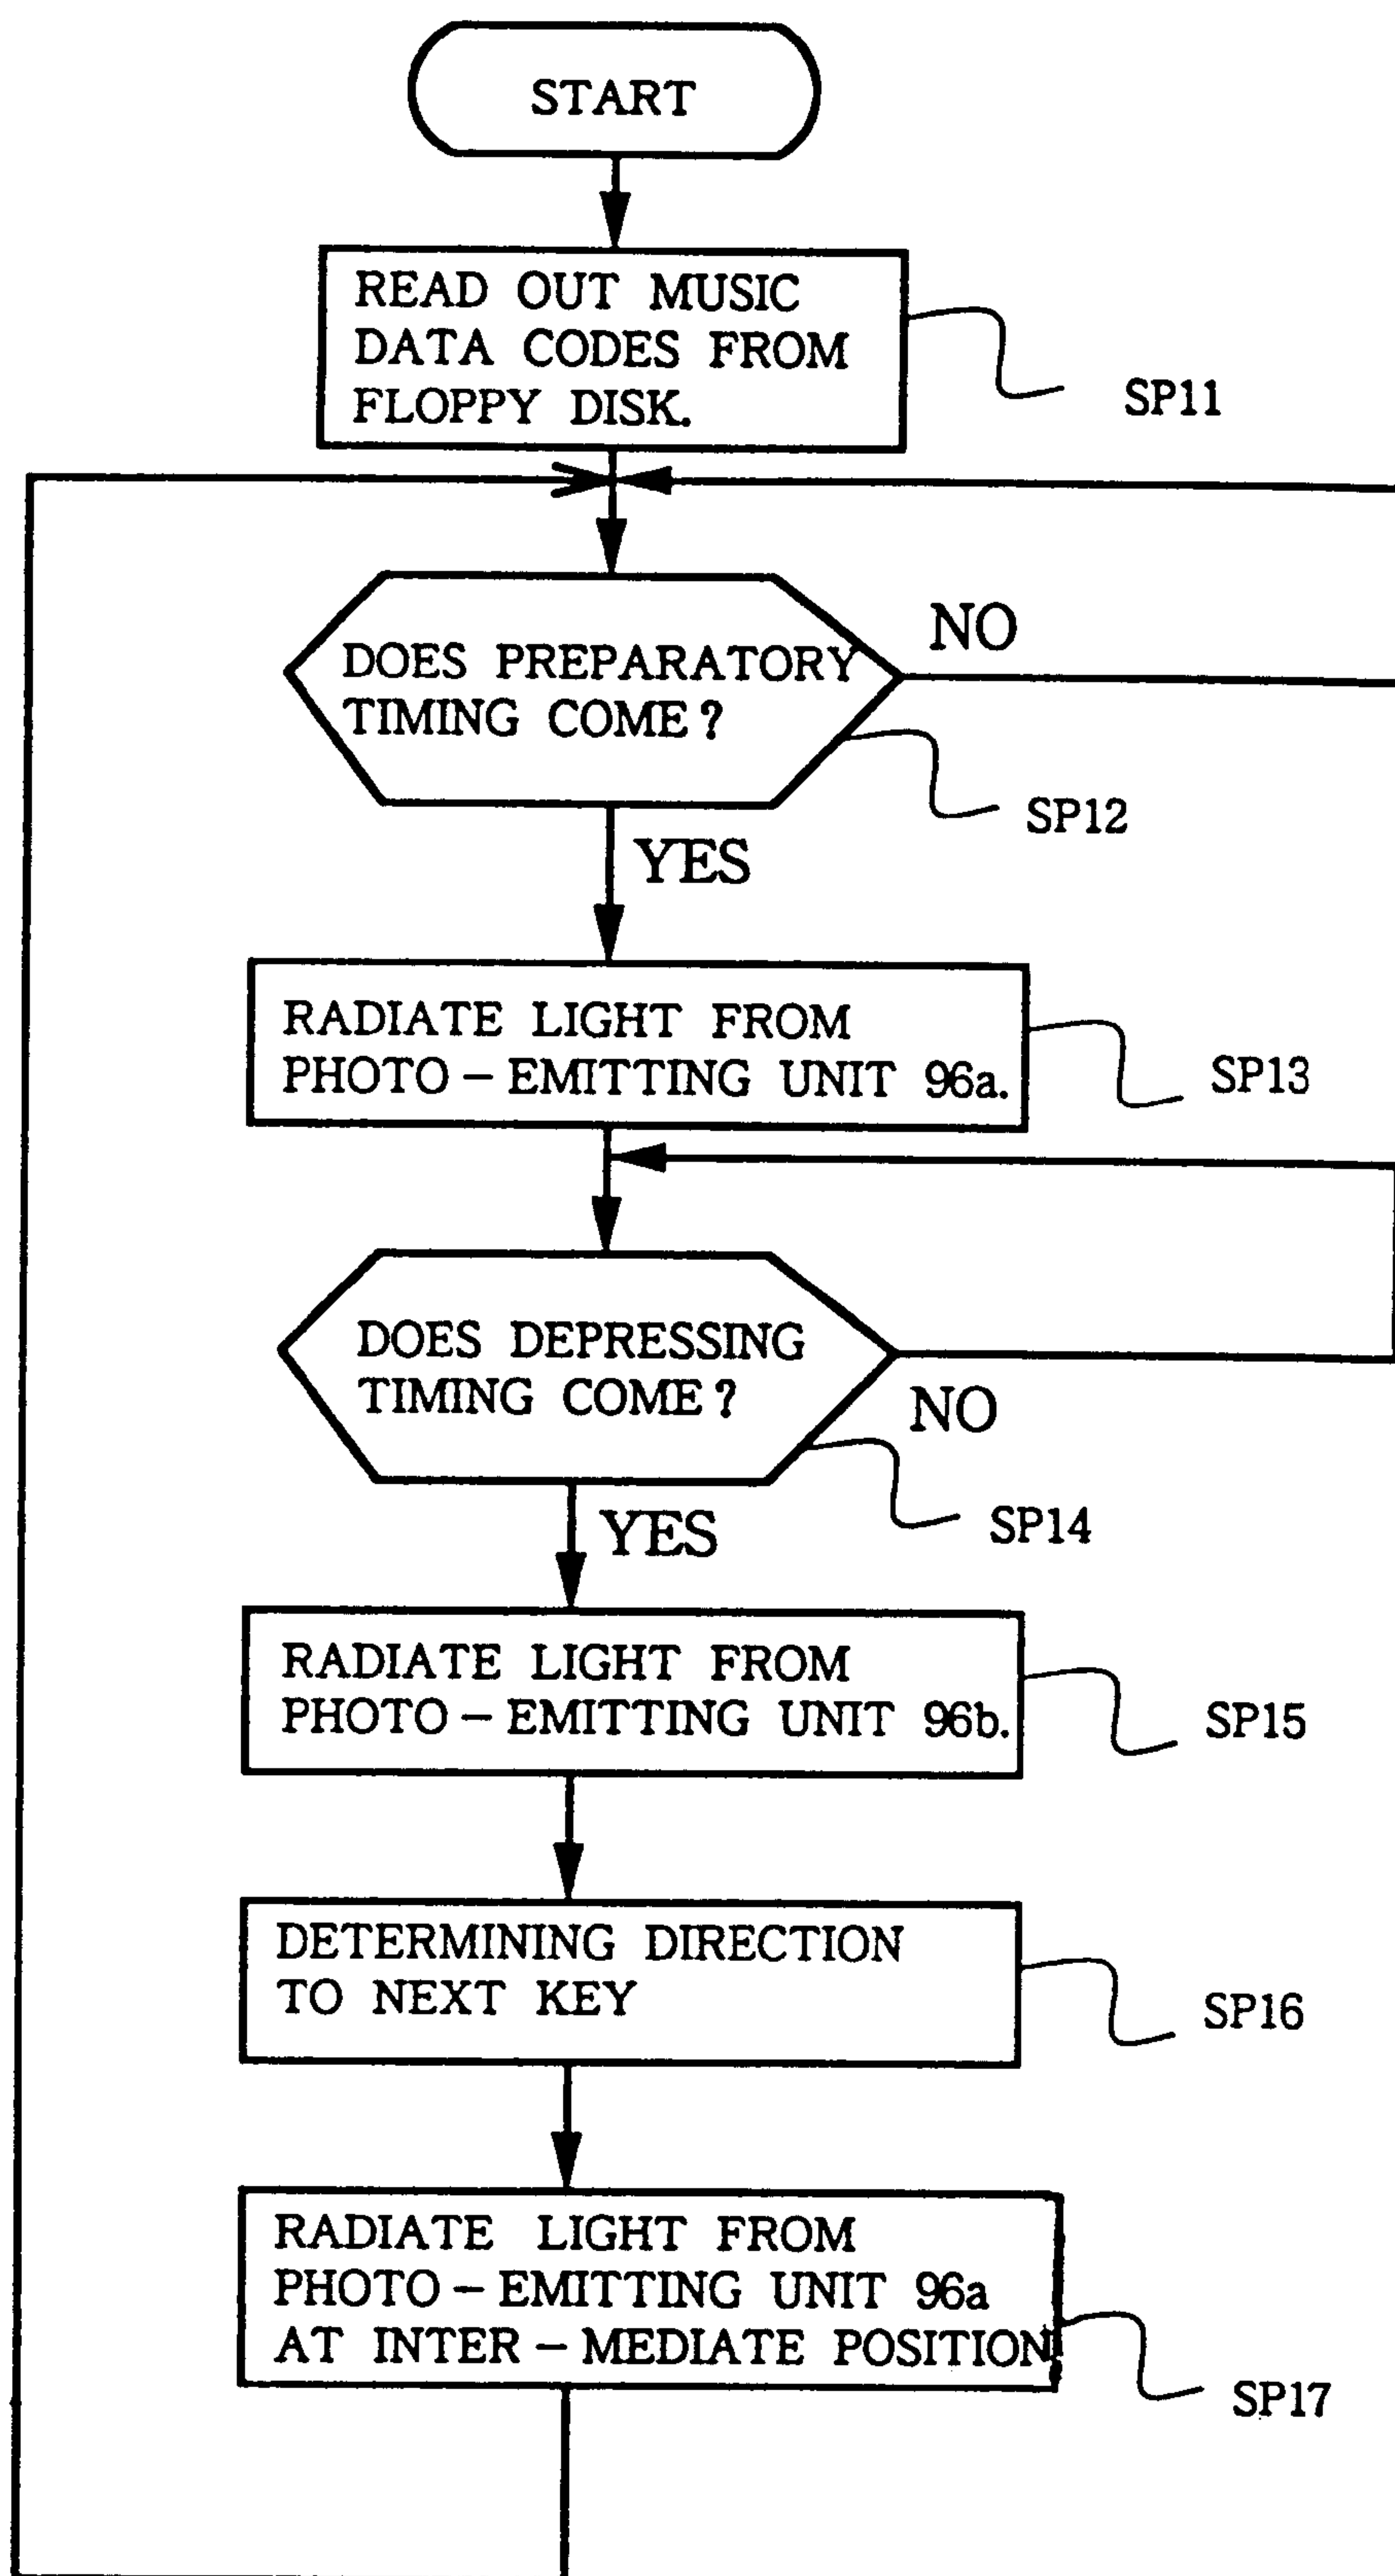 START
READ OUT MUSIC
DATA CODES FROM
FLOPPY DISK.
SP11
DOES PREPARATORY
TIMING COME?
NO
SP12
YES
RADIATE LIGHT FROM
PHOTO-EMITTING UNIT 96a.
SP13
DOES DEPRESSING
TIMING COME?
NO
SP14
YES
RADIATE LIGHT FROM
PHOTO-EMITTING UNIT 96b.
SP15
DETERMINING DIRECTION
TO NEXT KEY
SP16
RADIATE LIGHT FROM
PHOTO-EMITTING UNIT 96a
AT INTER-MEDIATE POSITION
SP17